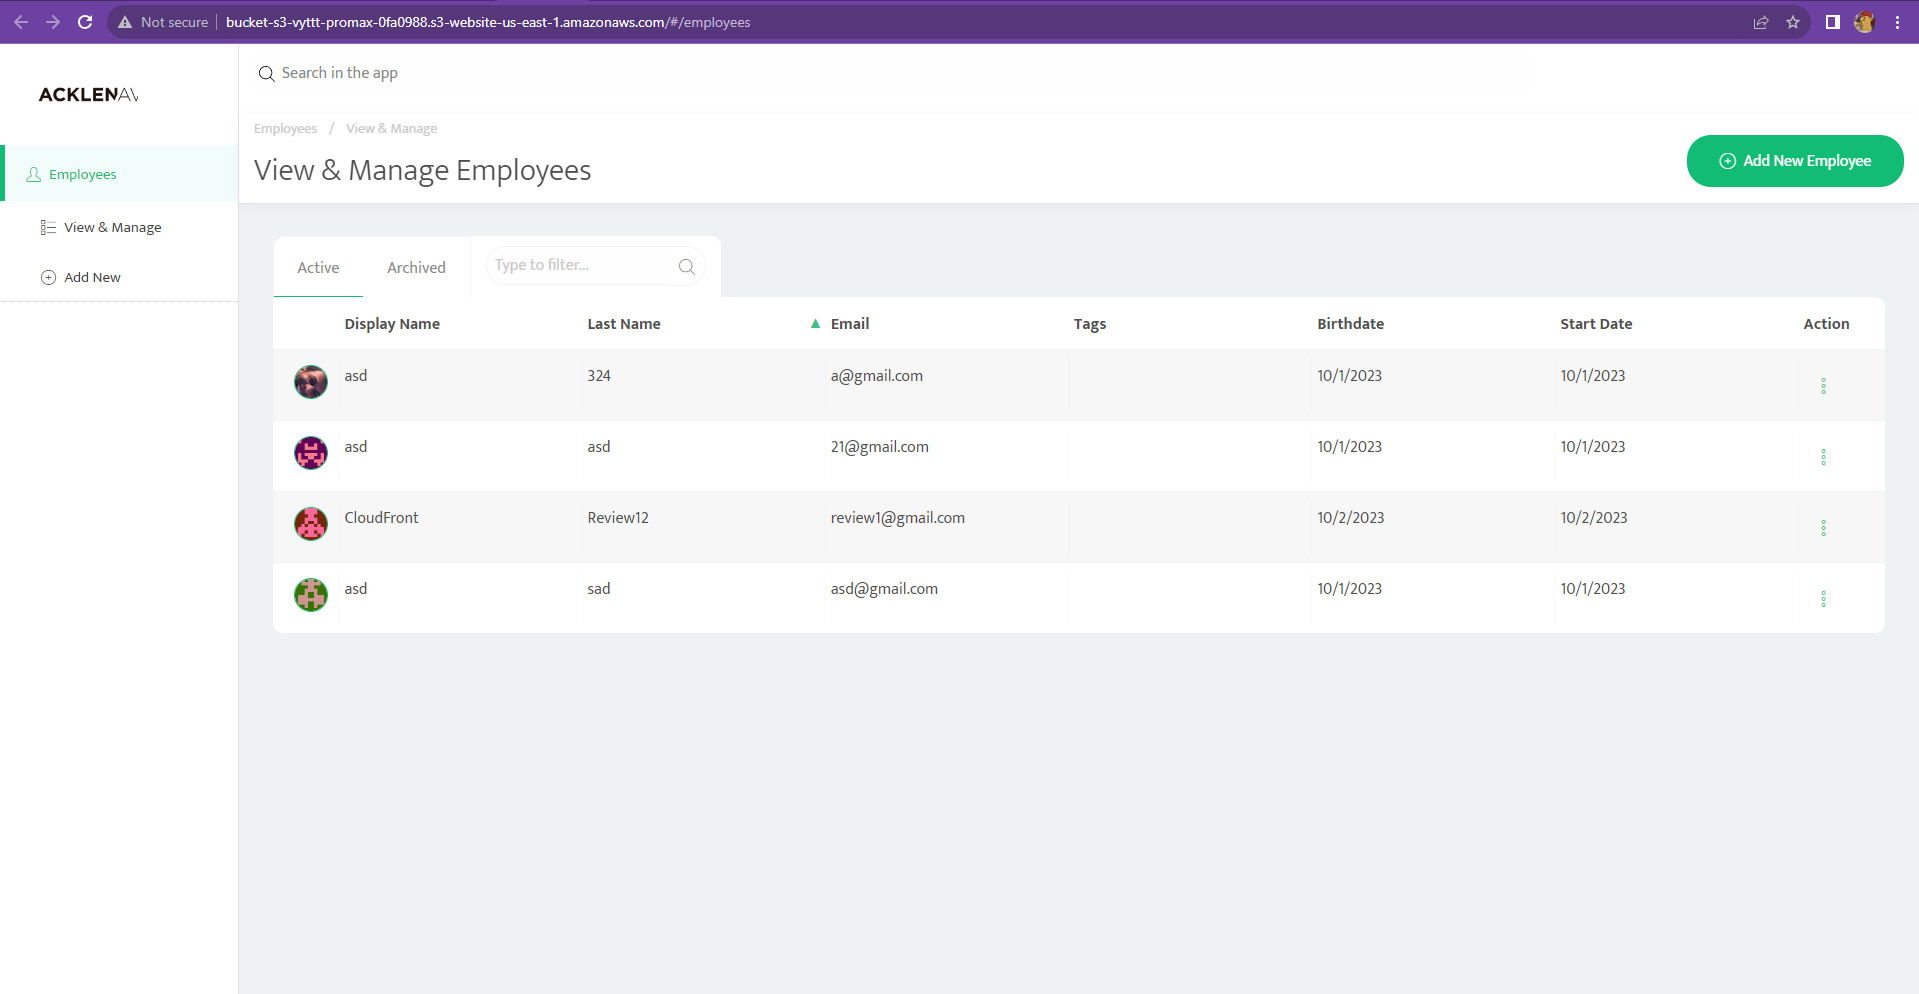 Not secure bucket-s3-vyttt-promax-0fa0988.s3-website-us-east-1.amazonaws.com/#/employees
ACKLENAV
Search in the app
Employees / View & Manage
View & Manage Employees
Add New Employee
Employees
View & Manage
Add New
Active Archived Type to filter...
Display Name Last Name ▲ Email Tags Birthdate Start Date Action
asd 324 a@gmail.com 10/1/2023 10/1/2023
asd asd 21@gmail.com 10/1/2023 10/1/2023
CloudFront Review12 review1@gmail.com 10/2/2023 10/2/2023
asd sad asd@gmail.com 10/1/2023 10/1/2023